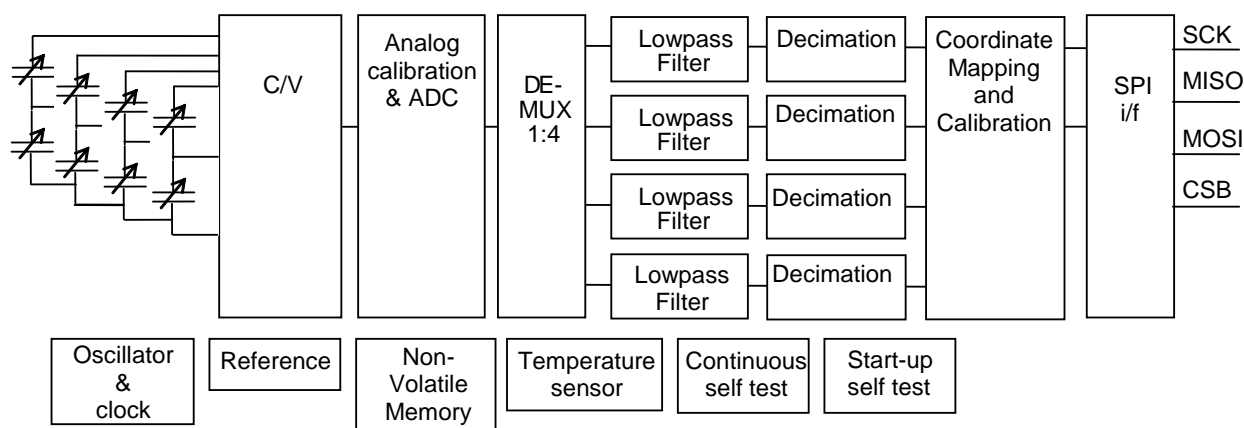 C/V
Analog
calibration
& ADC
DE-
MUX
1:4
Lowpass
Filter
Decimation
Lowpass
Filter
Decimation
Lowpass
Filter
Decimation
Lowpass
Filter
Decimation
Coordinate
Mapping
and
Calibration
SPI
i/f
SCK
MISO
MOSI
CSB
Oscillator
&
clock
Reference
Non-
Volatile
Memory
Temperature
sensor
Continuous
self test
Start-up
self test